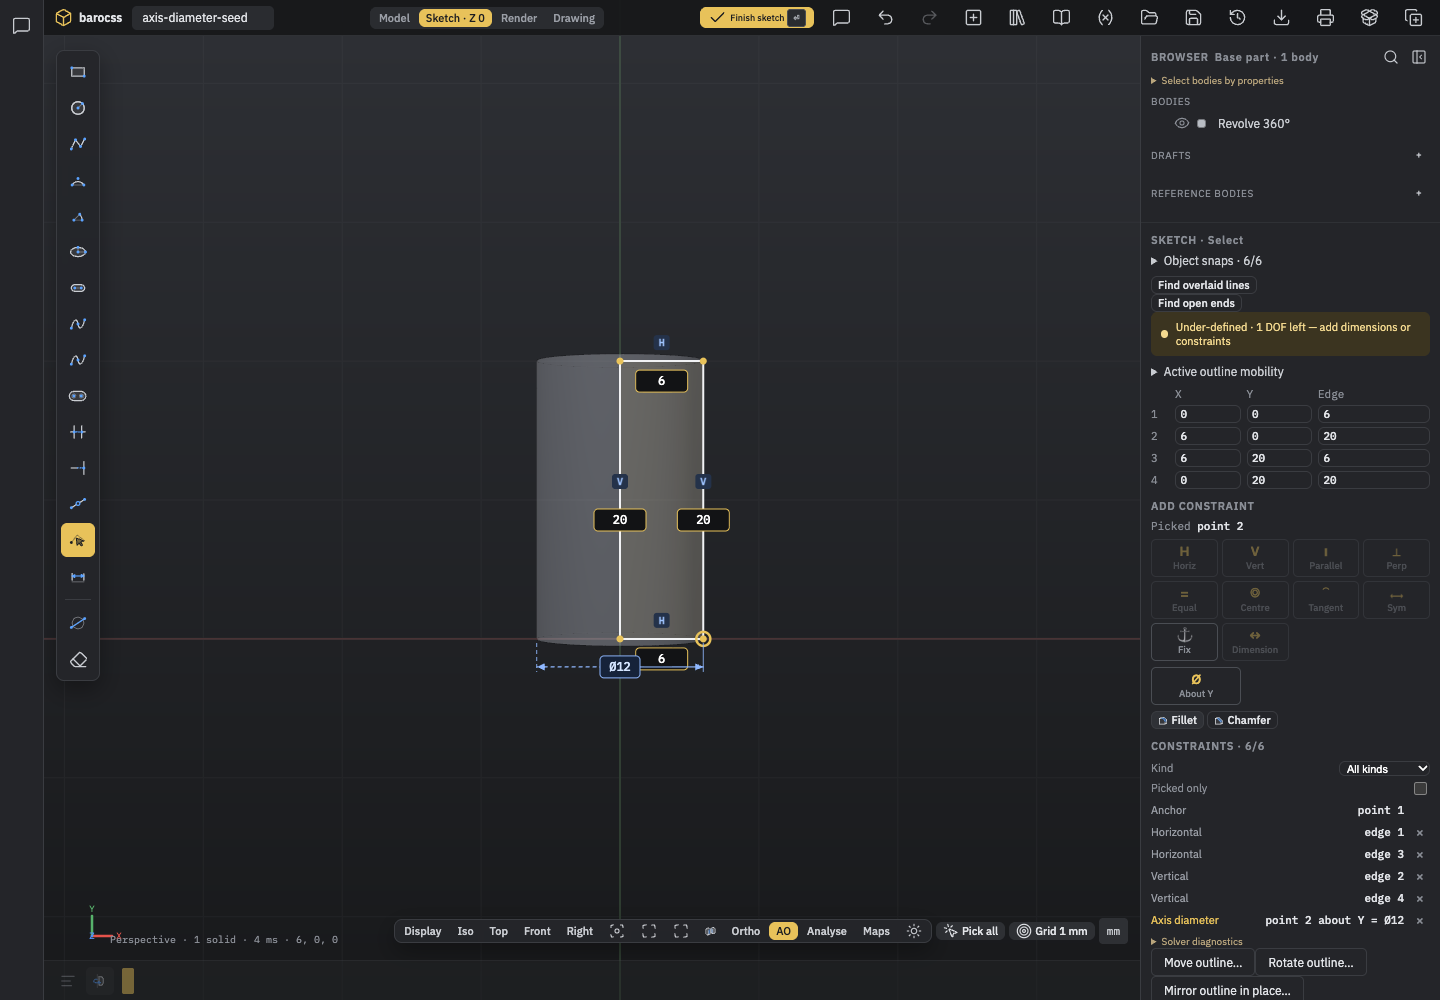 barocss
axis-diameter-seed
Model
Sketch · Z 0
Render
Drawing
Finish sketch
BROWSER Base part · 1 body
Select bodies by properties
BODIES
Revolve 360°
DRAFTS
+
REFERENCE BODIES
+
SKETCH · Select
Object snaps · 6/6
Find overlaid lines
Find open ends
Under-defined · 1 DOF left — add dimensions or
constraints
Active outline mobility
X Y Edge
1 0 0 6
2 6 0 20
3 6 20 6
4 0 20 20
ADD CONSTRAINT
Picked point 2
H V
Horiz Vert Parallel Perp
Equal Centre Tangent Sym
Fix Dimension
Ø
About Y
Fillet Chamfer
CONSTRAINTS · 6/6
Kind All kinds
Picked only
Anchor point 1
Horizontal edge 1 ×
Horizontal edge 3 ×
Vertical edge 2 ×
Vertical edge 4 ×
Axis diameter point 2 about Y = Ø12 ×
Solver diagnostics
Move outline... Rotate outline...
Mirror outline in place...
H
6
V V
20 20
H
6
Ø12
Y
Z X
Perspective · 1 solid · 4 ms · 6, 0, 0
Display Iso Top Front Right Ortho AO Analyse Maps Pick all Grid 1 mm mm